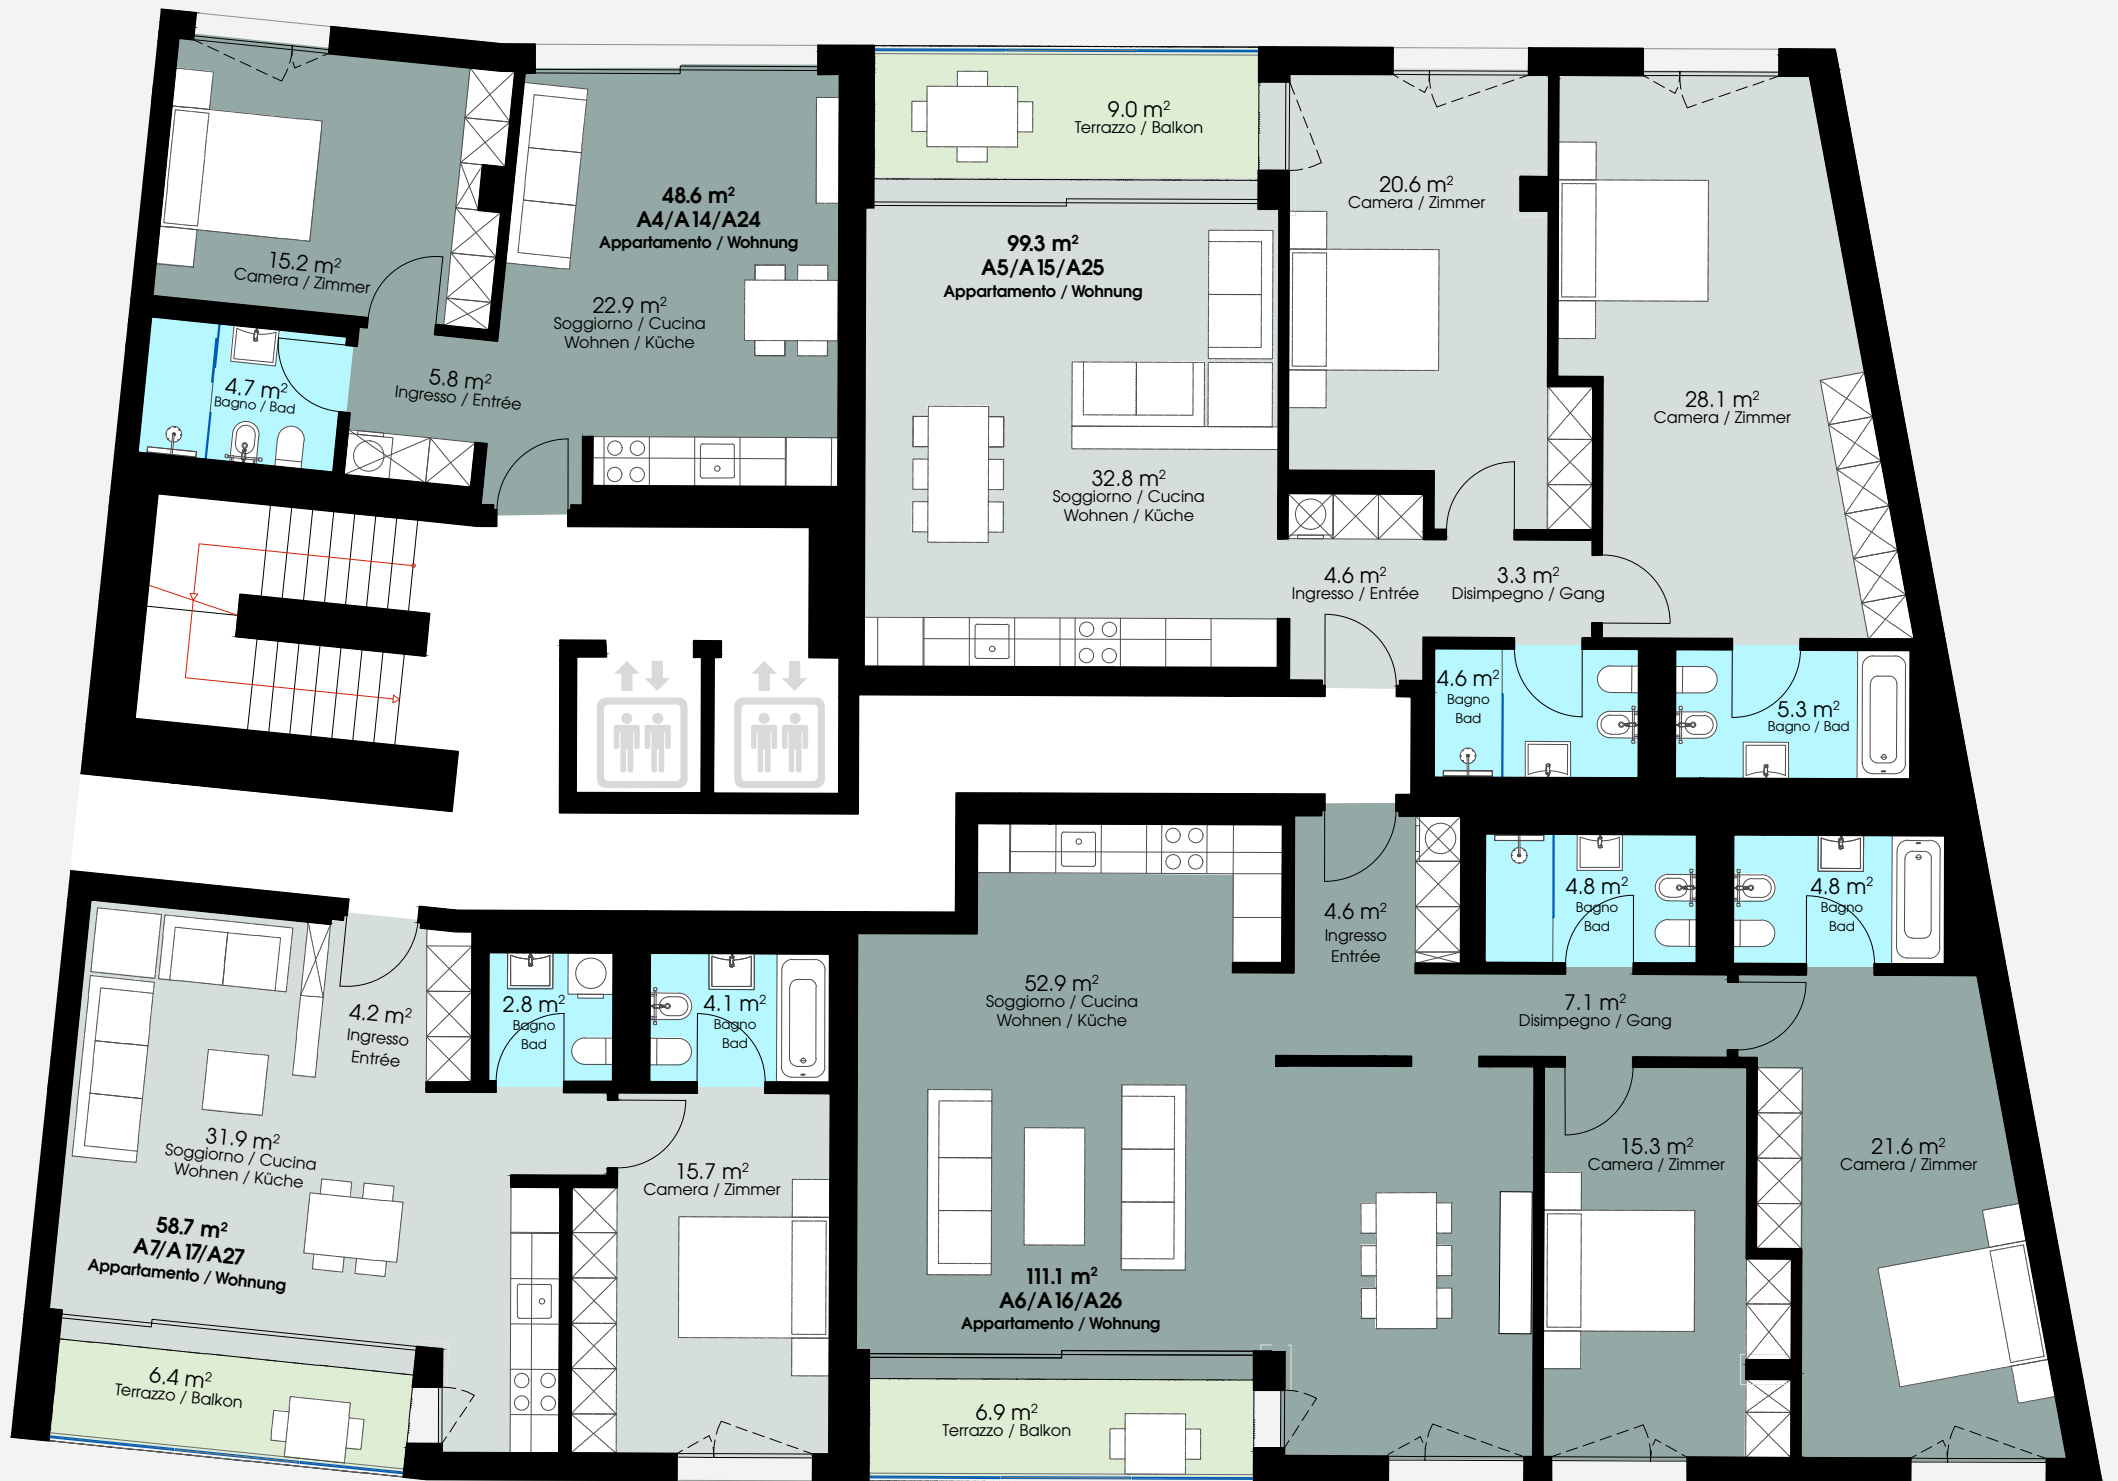 15.2 m²
Camera / Zimmer
48.6 m²
A4/A14/A24
Appartamento / Wohnung
22.9 m²
Soggiorno / Cucina
Wohnen / Küche
5.8 m²
Ingresso / Entrée
4.7 m²
Bagno / Bad
9.0 m²
Terrazzo / Balkon
99.3 m²
A5/A15/A25
Appartamento / Wohnung
20.6 m²
Camera / Zimmer
28.1 m²
Camera / Zimmer
32.8 m²
Soggiorno / Cucina
Wohnen / Küche
4.6 m²
Ingresso / Entrée
3.3 m²
Disimpegno / Gang
4.6 m²
Bagno
Bad
5.3 m²
Bagno / Bad
4.2 m²
Ingresso
Entrée
2.8 m²
Bagno
Bad
4.1 m²
Bagno
Bad
31.9 m²
Soggiorno / Cucina
Wohnen / Küche
58.7 m²
A7/A17/A27
Appartamento / Wohnung
15.7 m²
Camera / Zimmer
6.4 m²
Terrazzo / Balkon
52.9 m²
Soggiorno / Cucina
Wohnen / Küche
4.6 m²
Ingresso
Entrée
4.8 m²
Bagno
Bad
4.8 m²
Bagno
Bad
7.1 m²
Disimpegno / Gang
15.3 m²
Camera / Zimmer
21.6 m²
Camera / Zimmer
111.1 m²
A6/A16/A26
Appartamento / Wohnung
6.9 m²
Terrazzo / Balkon